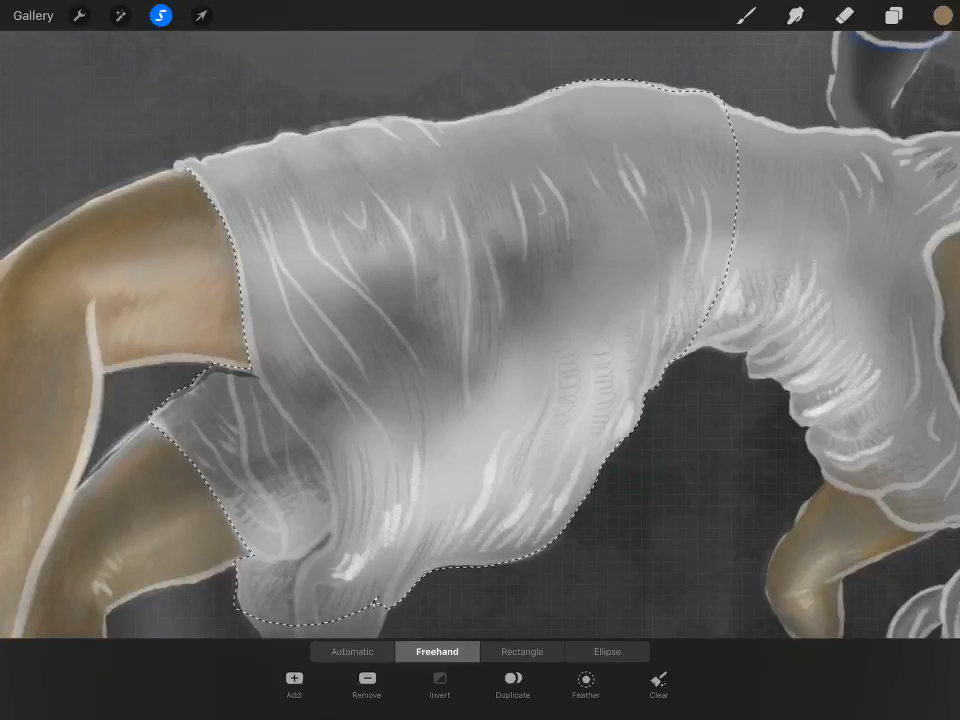 Gallery
Automatic Freehand Rectangle Ellipse
Add Remove Invert Duplicate Feather Clear